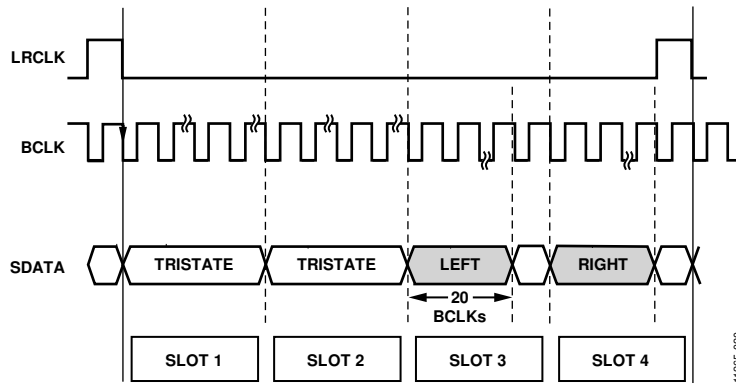 LRCLK
BCLK
SDATA
TRISTATE
TRISTATE
LEFT
RIGHT
20
BCLKs
SLOT 1
SLOT 2
SLOT 3
SLOT 4